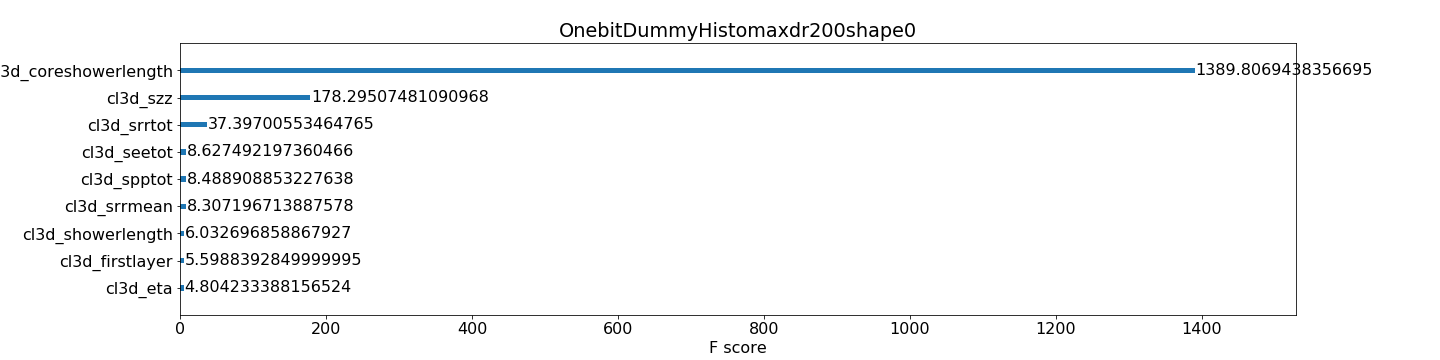 OnebitDummyHistomaxdr200shape0
3d_coreshowerlength 1389.8069438356695
cl3d_szz 178.29507481090968
cl3d_srrtot 37.39700553464765
cl3d_seetot 8.627492197360466
cl3d_spptot 8.488908853227638
cl3d_srrmean 8.307196713887578
cl3d_showerlength 6.032696858867927
cl3d_firstlayer 5.5988392849999995
cl3d_eta 4.804233388156524
0 200 400 600 800 1000 1200 1400
F score